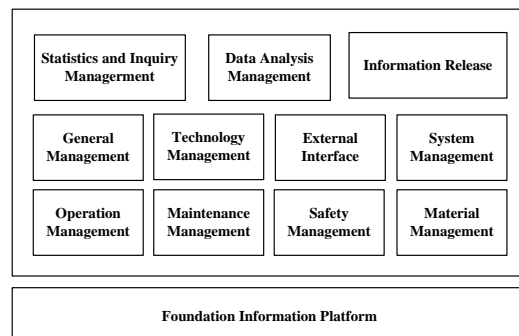 Statistics and Inquiry
Managerment
Data Analysis
Management
Information Release
General
Management
Technology
Management
External
Interface
System
Management
Operation
Management
Maintenance
Management
Safety
Management
Material
Management
Foundation Information Platform